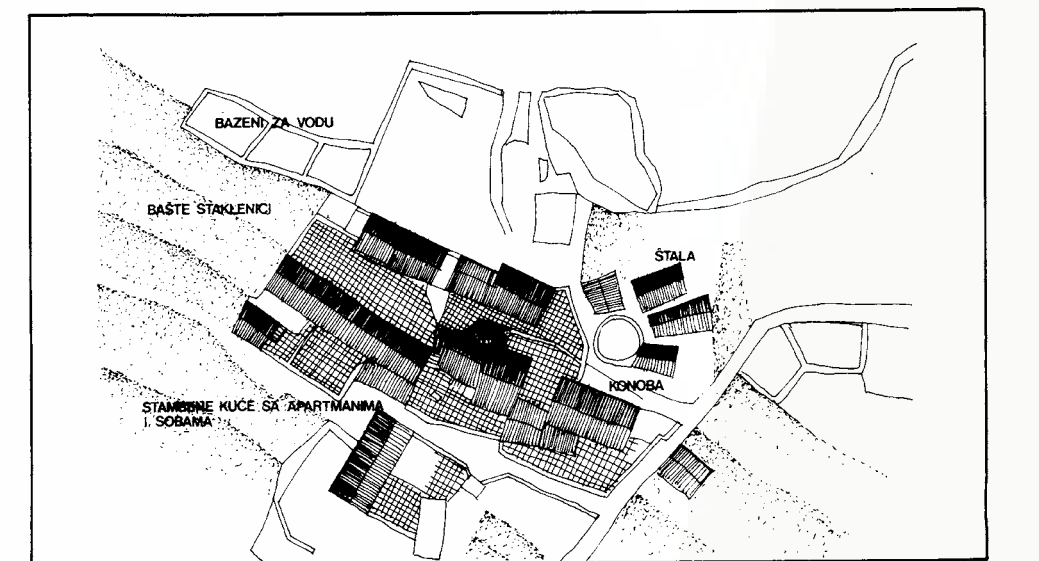 BAZENI ZA VODU
BAŠTE STAKLENICI
ŠTALA
KONOBA
STAMBENE KUĆE SA APARTMANIMA
I. SOBAMA